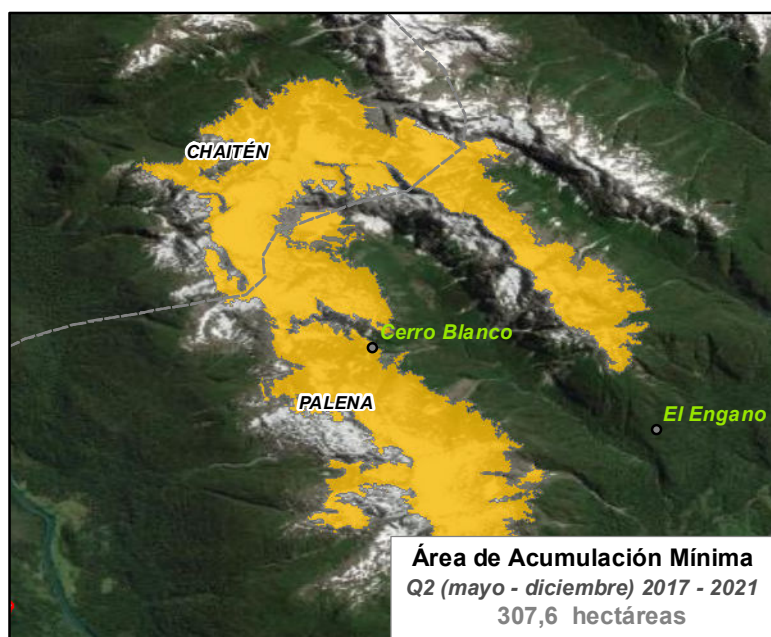 CHAITÉN
Cerro Blanco
PALENA
El Engano
Área de Acumulación Mínima
Q2 (mayo - diciembre) 2017 - 2021
307,6 hectáreas